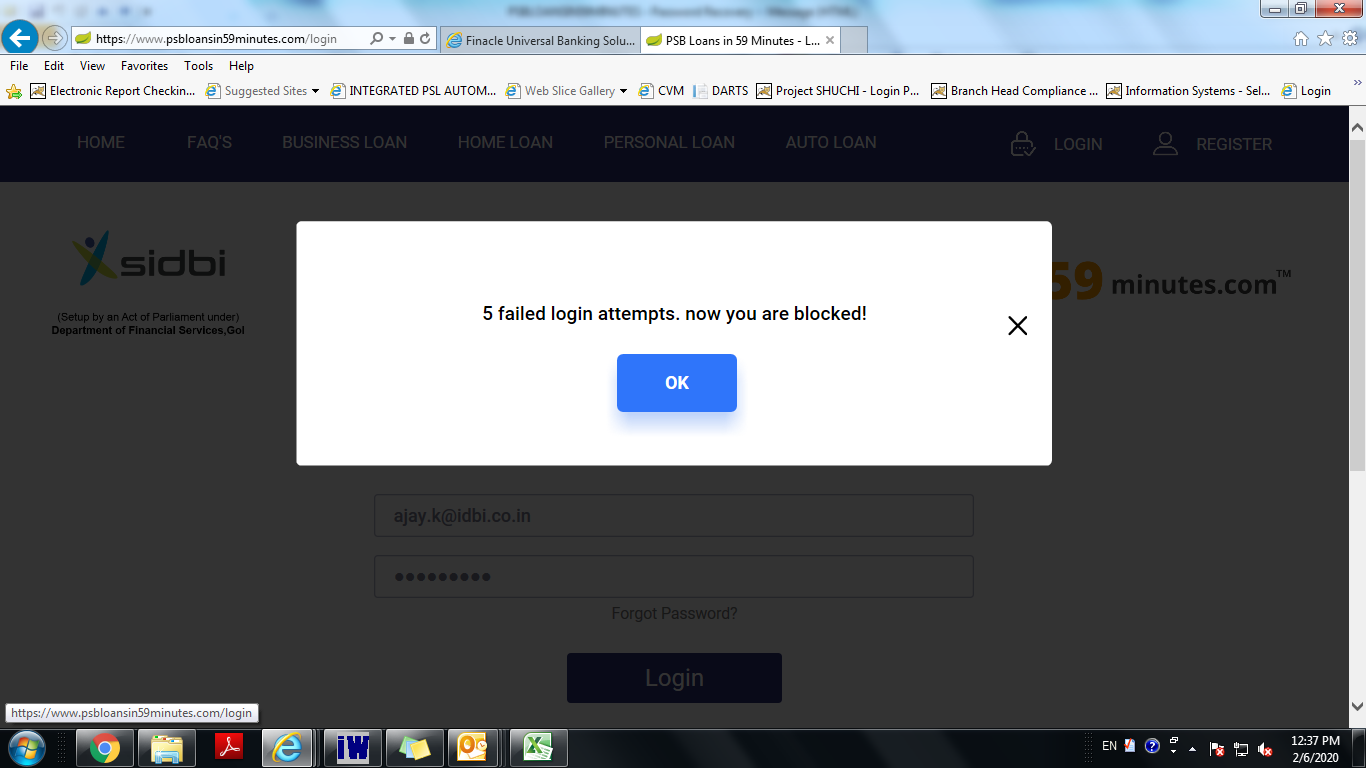 https://www.psbloansin59minutes.com/login
Finacle Universal Banking Solu...
PSB Loans in 59 Minutes - L...
File Edit View Favorites Tools Help
Electronic Report Checkin... Suggested Sites INTEGRATED PSL AUTOM... Web Slice Gallery CVM DARTS Project SHUCHI - Login P... Branch Head Compliance ... Information Systems - Sel... Login
HOME FAQ'S BUSINESS LOAN HOME LOAN PERSONAL LOAN AUTO LOAN LOGIN REGISTER
sidbi
(Setup by an Act of Parliament under)
Department of Financial Services,GoI
59 minutes.com™
5 failed login attempts. now you are blocked!
OK
ajay.k@idbi.co.in
Forgot Password?
Login
https://www.psbloansin59minutes.com/login
iW
EN
12:37 PM
2/6/2020